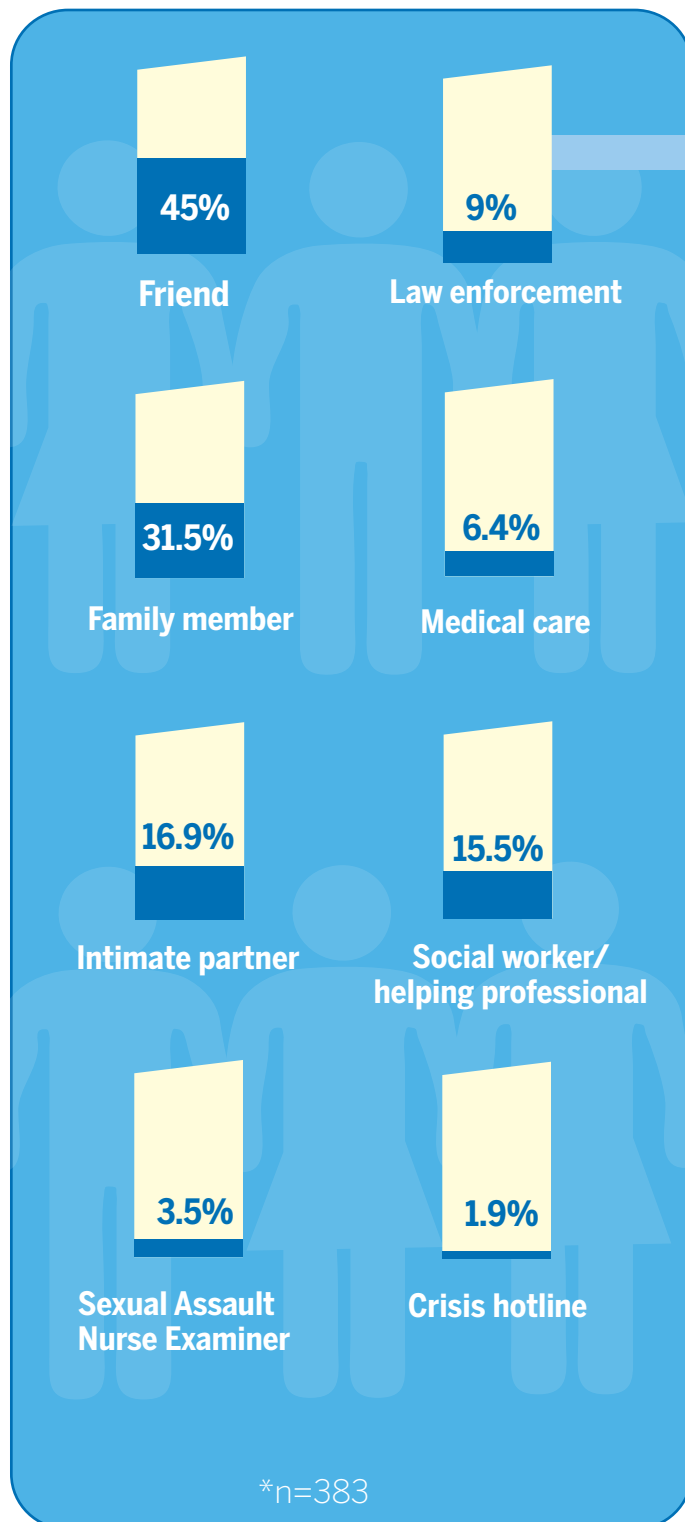 45%
Friend
9%
Law enforcement
31.5%
Family member
6.4%
Medical care
16.9%
Intimate partner
15.5%
Social worker/
helping professional
3.5%
Sexual Assault
Nurse Examiner
1.9%
Crisis hotline
*n=383